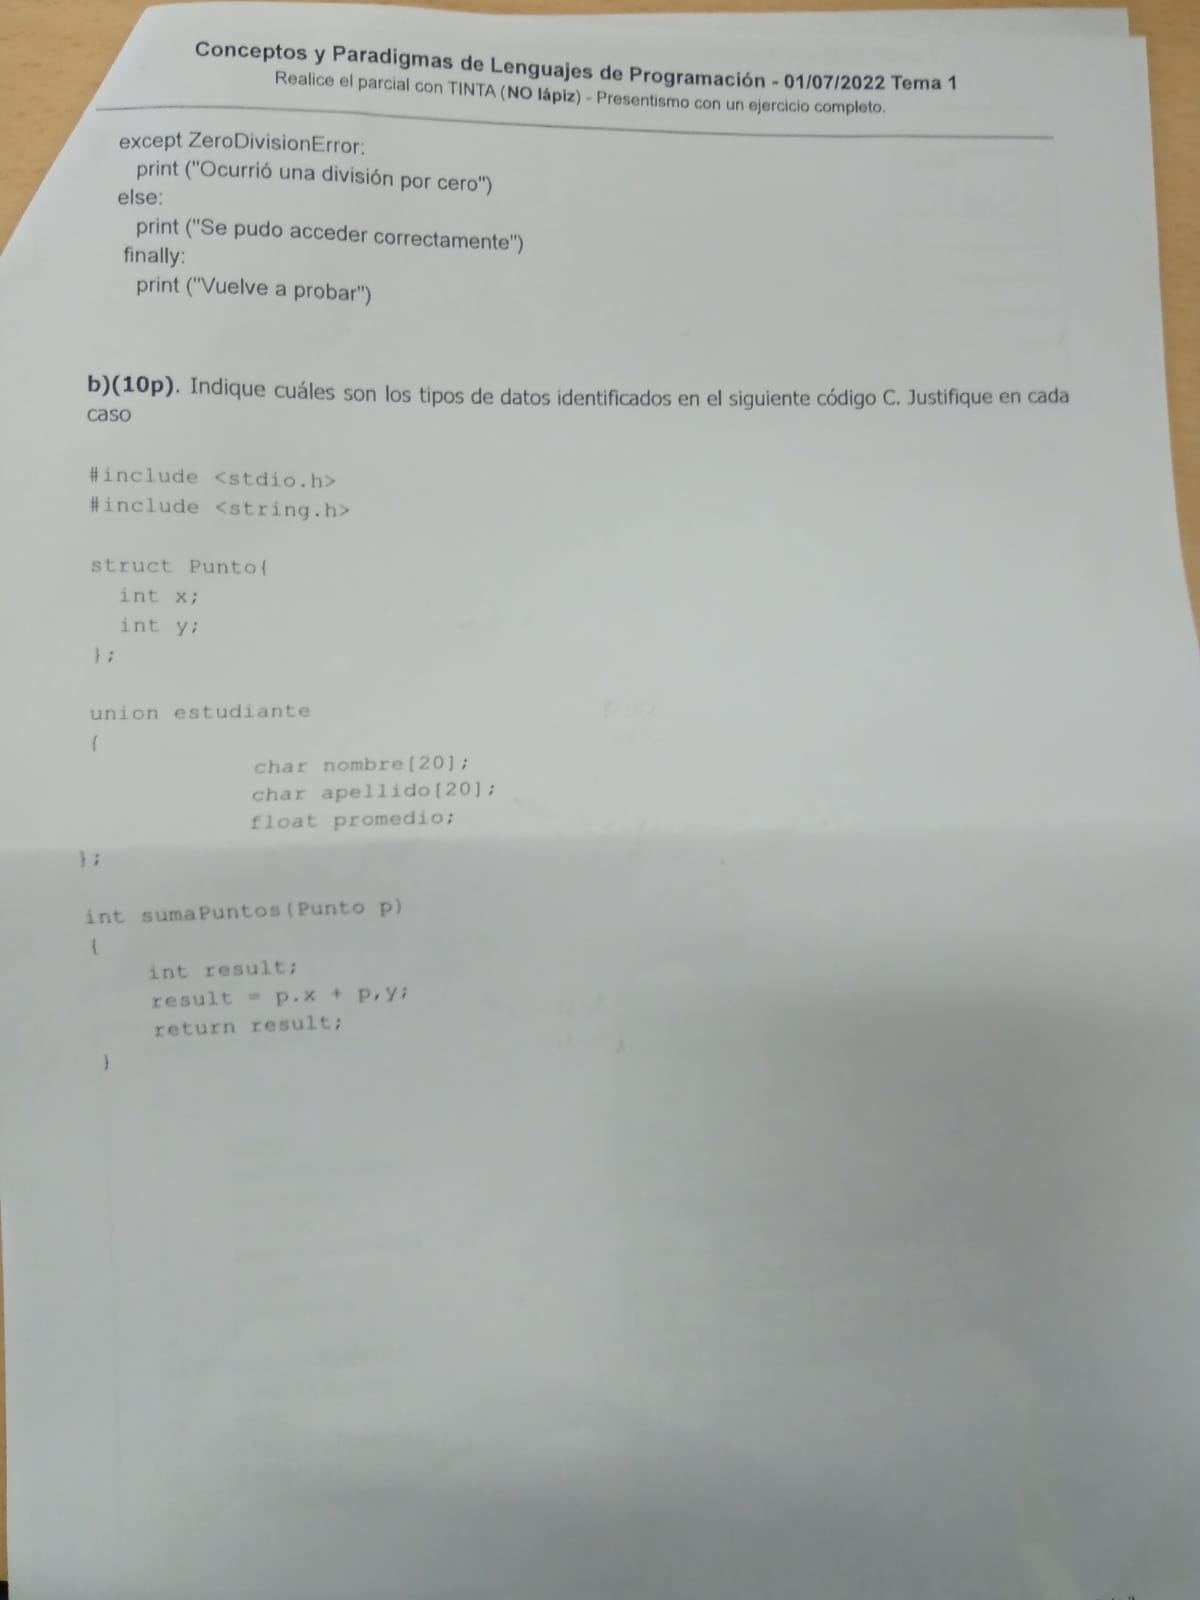 Conceptos y Paradigmas de Lenguajes de Programación - 01/07/2022 Tema 1
Realice el parcial con TINTA (NO lápiz) - Presentismo con un ejercicio completo.
except ZeroDivisionError:
print ("Ocurrió una división por cero")
else:
print ("Se pudo acceder correctamente")
finally:
print ("Vuelve a probar")
b)(10p). Indique cuáles son los tipos de datos identificados en el siguiente código C. Justifique en cada
caso
#include <stdio.h>
#include <string.h>
struct Punto{
int x;
int y;
};
union estudiante
{
char nombre[20];
char apellido[20];
float promedio;
};
int sumaPuntos(Punto p)
{
int result;
result = p.x + p,y;
return result;
}